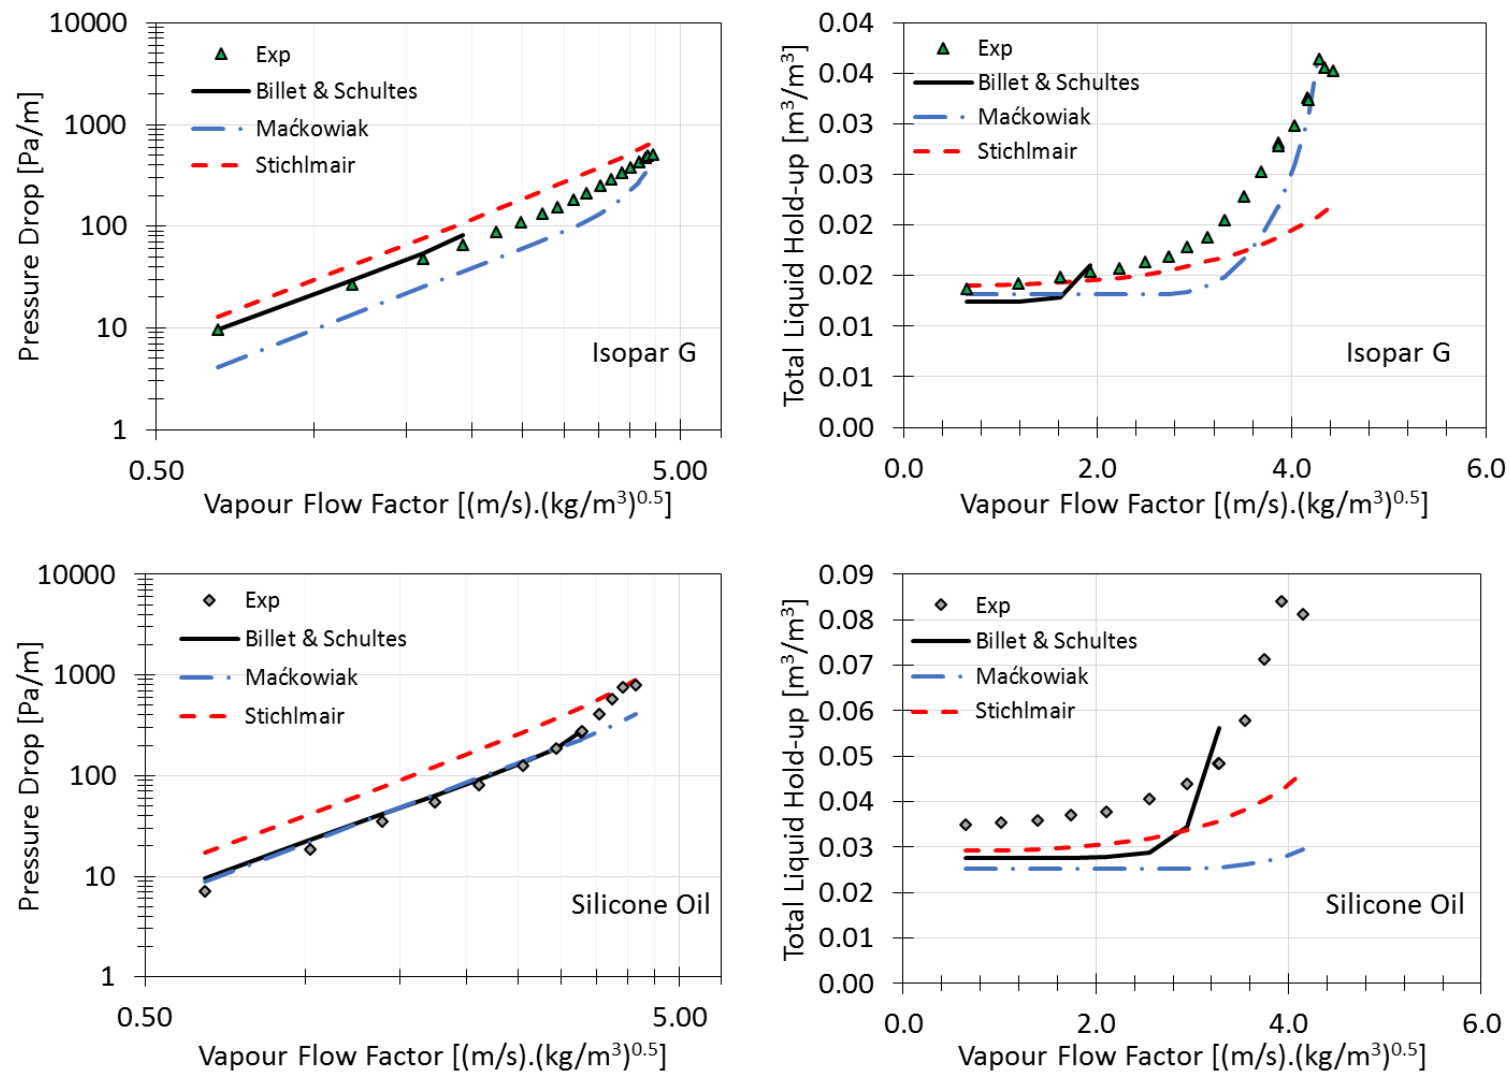 10000
1000
100
10
1
Pressure Drop [Pa/m]
Exp
Billet & Schultes
Maćkowiak
Stichlmair
Isopar G
0.50
5.00
Vapour Flow Factor [(m/s).(kg/m³)⁰·⁵]
0.04
0.04
0.03
0.03
0.02
0.02
0.01
0.01
0.00
Total Liquid Hold-up [m³/m³]
Exp
Billet & Schultes
Maćkowiak
Stichlmair
Isopar G
0.0
2.0
4.0
6.0
Vapour Flow Factor [(m/s).(kg/m³)⁰·⁵]
10000
1000
100
10
1
Pressure Drop [Pa/m]
Exp
Billet & Schultes
Maćkowiak
Stichlmair
Silicone Oil
0.50
5.00
Vapour Flow Factor [(m/s).(kg/m³)⁰·⁵]
0.09
0.08
0.07
0.06
0.05
0.04
0.03
0.02
0.01
0.00
Total Liquid Hold-up [m³/m³]
Exp
Billet & Schultes
Maćkowiak
Stichlmair
Silicone Oil
0.0
2.0
4.0
6.0
Vapour Flow Factor [(m/s).(kg/m³)⁰·⁵]